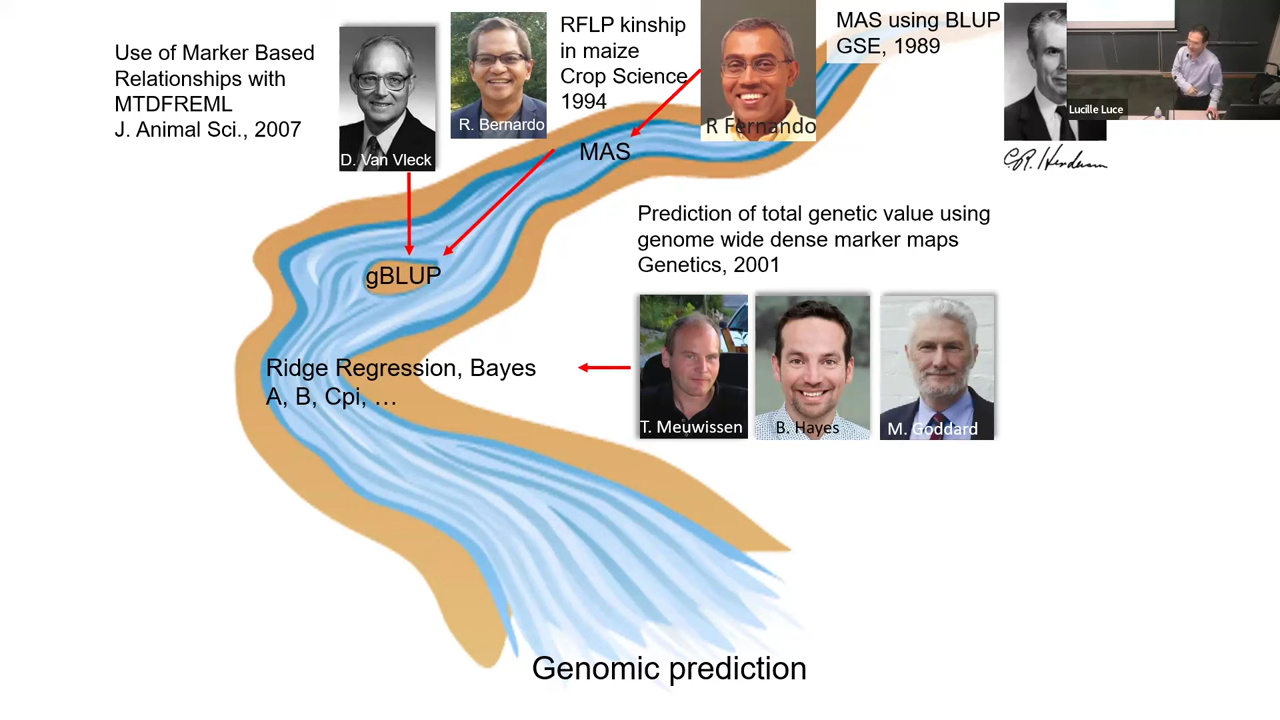 Use of Marker Based
Relationships with
MTDFREML
J. Animal Sci., 2007
D. Van Vleck
R. Bernardo
RFLP kinship
in maize
Crop Science
1994
R Fernando
MAS using BLUP
GSE, 1989
C.R. Henderson
Lucille Luce
MAS
gBLUP
Prediction of total genetic value using
genome wide dense marker maps
Genetics, 2001
T. Meuwissen
B. Hayes
M. Goddard
Ridge Regression, Bayes
A, B, Cpi, …
Genomic prediction